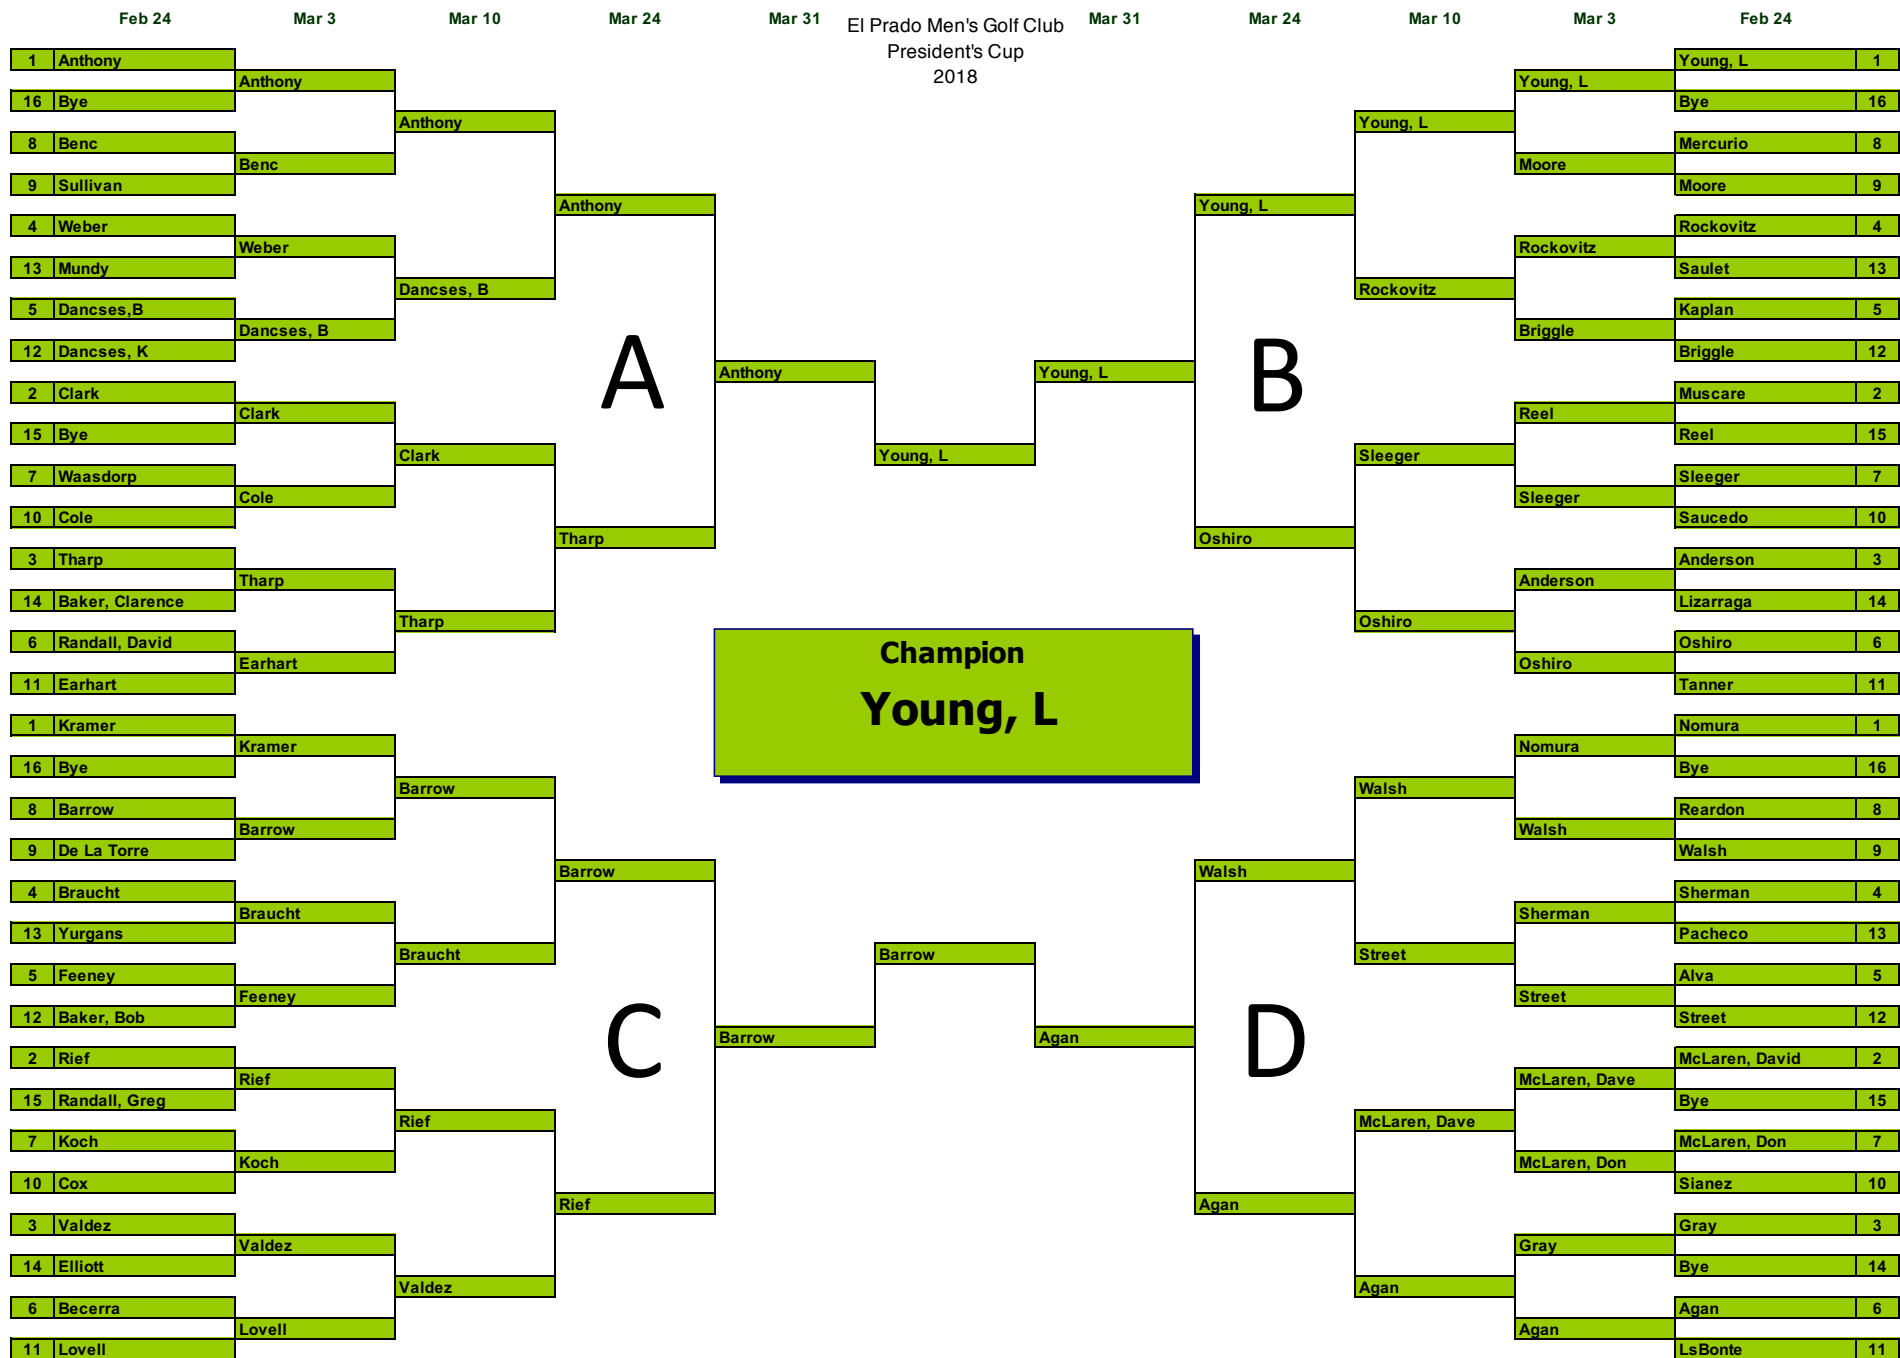 Feb 24 Mar 3 Mar 10 Mar 24 Mar 31 El Prado Men's Golf Club Mar 31 Mar 24 Mar 10 Mar 3 Feb 24
President's Cup
2018
1 Anthony Young, L 1
Anthony Young, L
16 Bye Bye 16
Anthony Young, L
8 Benc Mercurio 8
Benc Moore
9 Sullivan Moore 9
Anthony Young, L
4 Weber Rockovitz 4
Weber Rockovitz
13 Mundy Saulet 13
Dancses, B Rockovitz
5 Dancses,B Kaplan 5
Dancses, B Briggle
12 Dancses, K Briggle 12
A B
Anthony Young, L
2 Clark Muscare 2
Clark Reel
15 Bye Reel 15
Clark Young, L Sleeger
7 Waasdorp Sleeger 7
Cole Sleeger
10 Cole Saucedo 10
Tharp Oshiro
3 Tharp Anderson 3
Tharp Anderson
14 Baker, Clarence Lizarraga 14
Tharp Oshiro
6 Randall, David Oshiro 6
Champion
Earhart Oshiro
11 Earhart Tanner 11
Young, L
1 Kramer Nomura 1
Kramer Nomura
16 Bye Bye 16
Barrow Walsh
8 Barrow Reardon 8
Barrow Walsh
9 De La Torre Walsh 9
Barrow Walsh
4 Braucht Sherman 4
Braucht Sherman
13 Yurgans Pacheco 13
Braucht Barrow Street
5 Feeney Alva 5
Feeney Street
12 Baker, Bob Street 12
Barrow Agan
C D
2 Rief McLaren, David 2
Rief McLaren, Dave
15 Randall, Greg Bye 15
Rief McLaren, Dave
7 Koch McLaren, Don 7
Koch McLaren, Don
10 Cox Sianez 10
Rief Agan
3 Valdez Gray 3
Valdez Gray
14 Elliott Bye 14
Valdez Agan
6 Becerra Agan 6
Lovell Agan
11 Lovell LsBonte 11